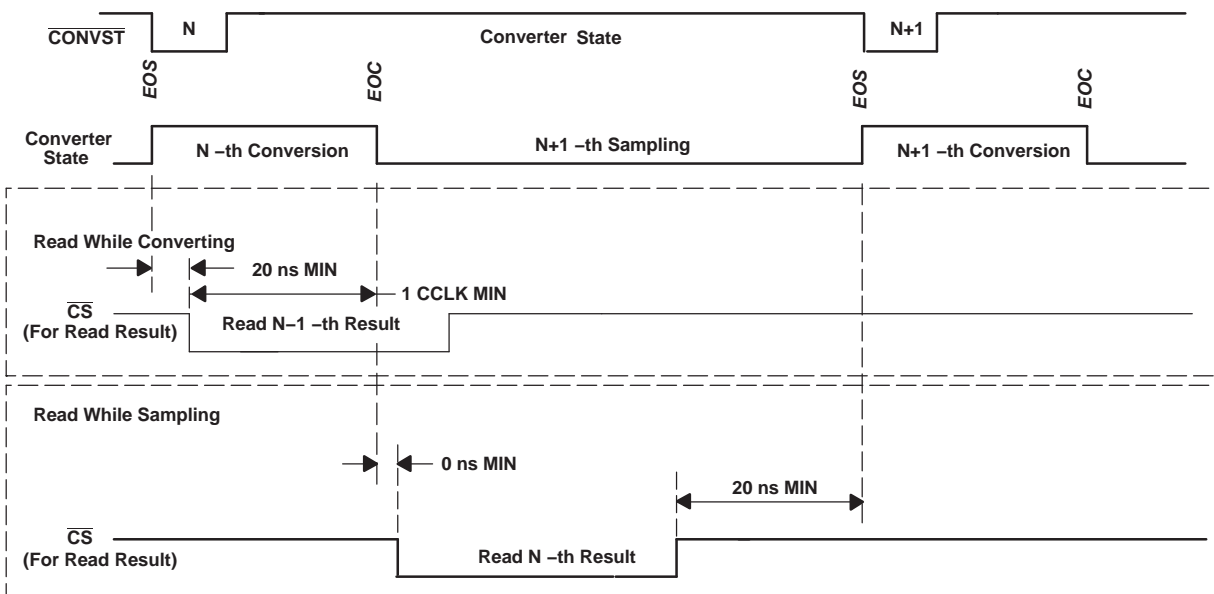 CONVST
N
Converter State
N+1
EOS
EOC
EOS
EOC
Converter
State
N –th Conversion
N+1 –th Sampling
N+1 –th Conversion
Read While Converting
20 ns MIN
1 CCLK MIN
CS
(For Read Result)
Read N–1 –th Result
Read While Sampling
0 ns MIN
20 ns MIN
CS
(For Read Result)
Read N –th Result